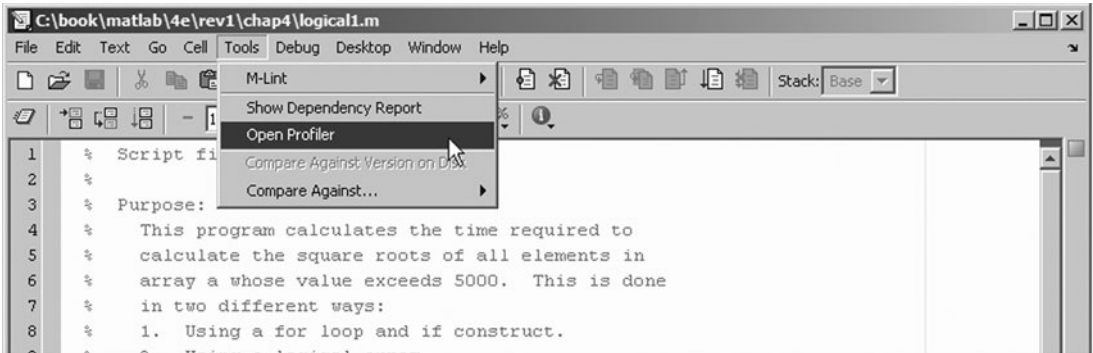 C:\book\matlab\4e\rev1\chap4\logical1.m
File Edit Text Go Cell Tools Debug Desktop Window Help
Stack: Base
M-Lint
Show Dependency Report
Open Profiler
Compare Against Version on Disk
Compare Against...
1 % Script fi
2 %
3 % Purpose:
4 % This program calculates the time required to
5 % calculate the square roots of all elements in
6 % array a whose value exceeds 5000. This is done
7 % in two different ways:
8 % 1. Using a for loop and if construct.